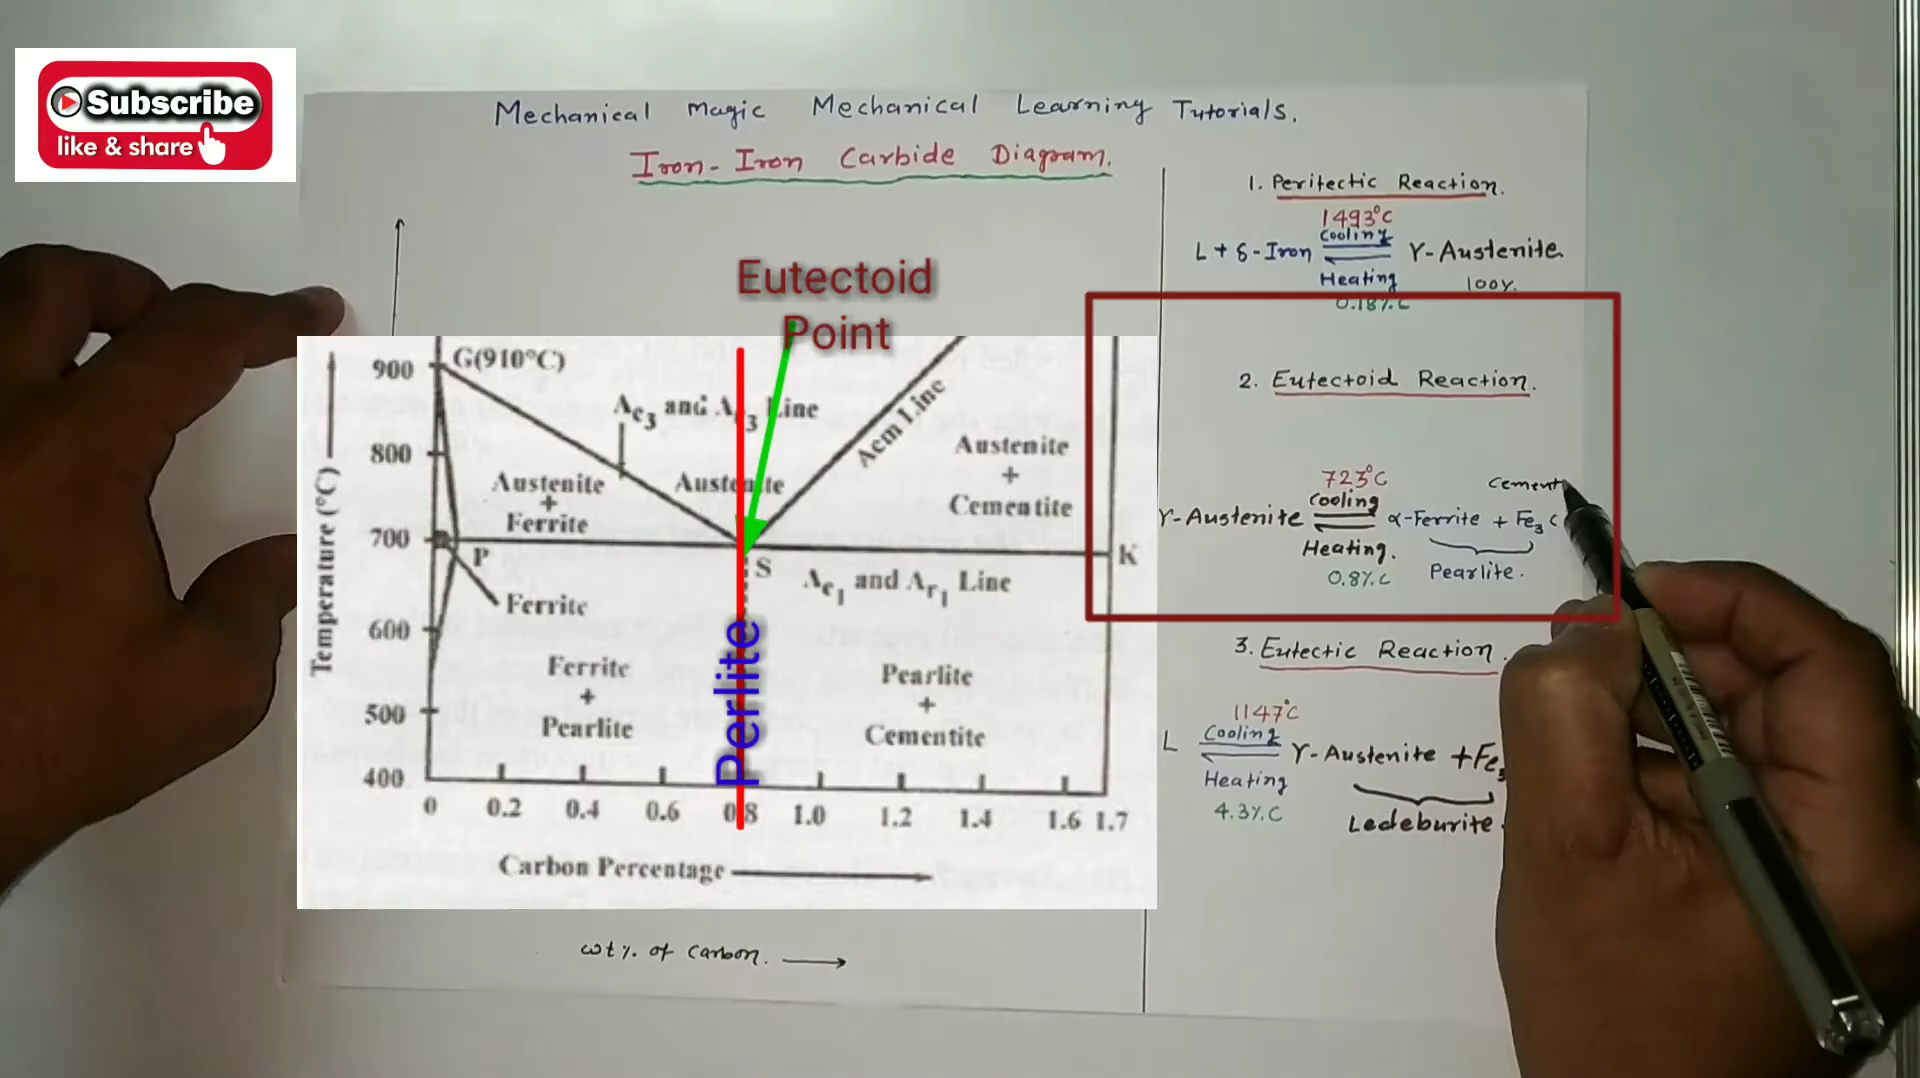 Subscribe
like & share
Mechanical Magic Mechanical Learning Tutorials.
Iron-Iron Carbide Diagram.
Eutectoid
Point
G(910°C)
Ae3 and A 3 Line
Acm Line
Austenite
+
Cementite
Austenite
+
Ferrite
Austenite
P
S
K
Ae1 and Ar1 Line
Ferrite
Ferrite
+
Pearlite
Perlite
Pearlite
+
Cementite
Temperature (°C)
900
800
700
600
500
400
0 0.2 0.4 0.6 0.8 1.0 1.2 1.4 1.6 1.7
Carbon Percentage
wt% of Carbon.
1. Peritectic Reaction.
1493°C
Cooling
L + δ-Iron γ-Austenite
Heating 100%
0.18% C
2. Eutectoid Reaction.
723°C Cement
Cooling
γ-Austenite α-Ferrite + Fe3 C
Heating.
0.8% C Pearlite.
3. Eutectic Reaction.
1147°C
Cooling
L γ-Austenite + Fe3
Heating
4.3% C Ledeburite.